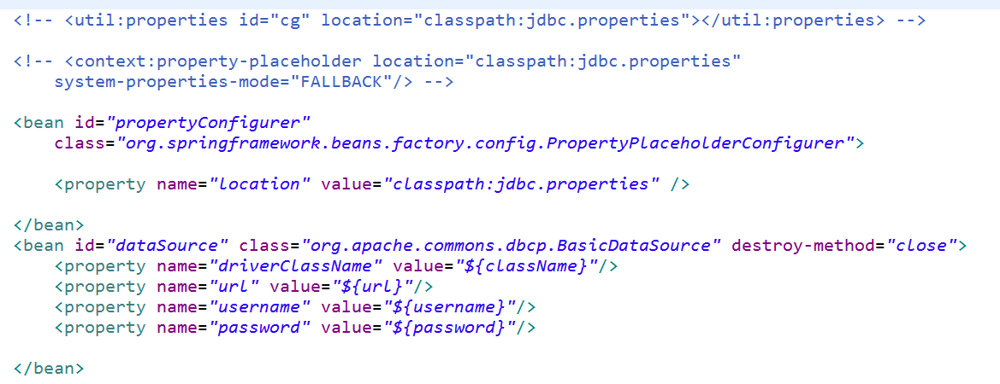 <!-- <util:properties id="cg" location="classpath:jdbc.properties"></util:properties> -->
<!-- <context:property-placeholder location="classpath:jdbc.properties"
system-properties-mode="FALLBACK"/> -->
<bean id="propertyConfigurer"
class="org.springframework.beans.factory.config.PropertyPlaceholderConfigurer">
<property name="location" value="classpath:jdbc.properties" />
</bean>
<bean id="dataSource" class="org.apache.commons.dbcp.BasicDataSource" destroy-method="close">
<property name="driverClassName" value="${className}"/>
<property name="url" value="${url}"/>
<property name="username" value="${username}"/>
<property name="password" value="${password}"/>
</bean>